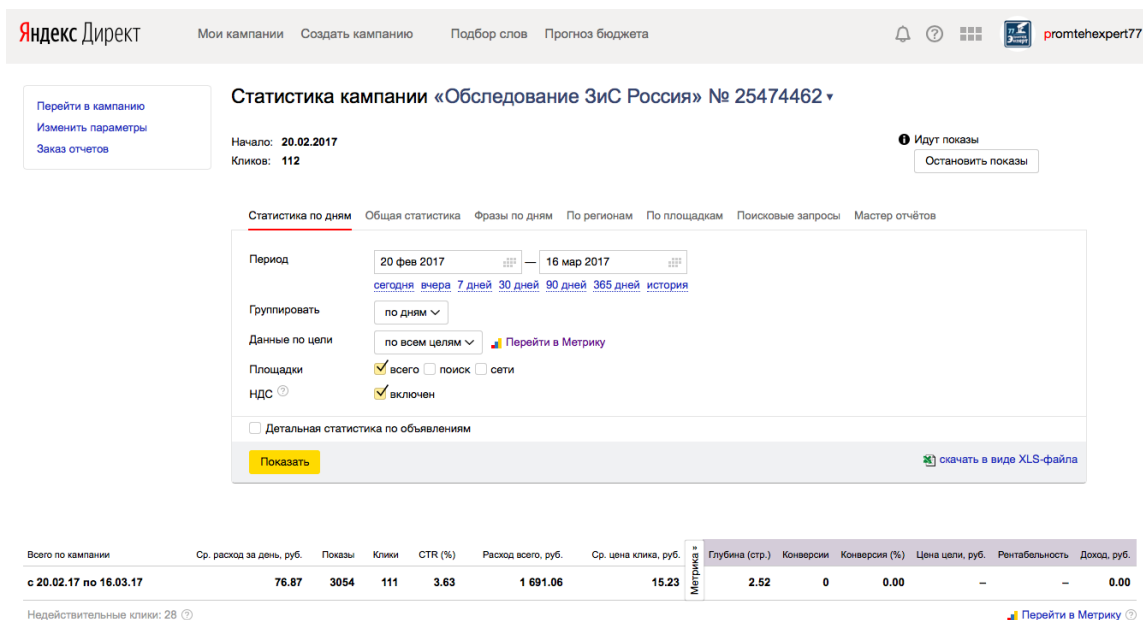 Яндекс Директ Мои кампании Создать кампанию Подбор слов Прогноз бюджета promtehexpert77
Перейти в кампанию
Изменить параметры
Заказ отчетов
Статистика кампании «Обследование ЗиС Россия» № 25474462
Начало: 20.02.2017
Кликов: 112
Идут показы
Остановить показы
Статистика по дням Общая статистика Фразы по дням По регионам По площадкам Поисковые запросы Мастер отчётов
Период 20 фев 2017 — 16 мар 2017
сегодня вчера 7 дней 30 дней 90 дней 365 дней история
Группировать по дням
Данные по цели по всем целям Перейти в Метрику
Площадки всего поиск сети
НДС включен
Детальная статистика по объявлениям
Показать скачать в виде XLS-файла
Всего по кампании Ср. расход за день, руб. Показы Клики CTR (%) Расход всего, руб. Ср. цена клика, руб. Метрика » Глубина (стр.) Конверсии Конверсия (%) Цена цели, руб. Рентабельность Доход, руб.
с 20.02.17 по 16.03.17 76.87 3054 111 3.63 1 691.06 15.23 2.52 0 0.00 – – 0.00
Недействительные клики: 28 Перейти в Метрику